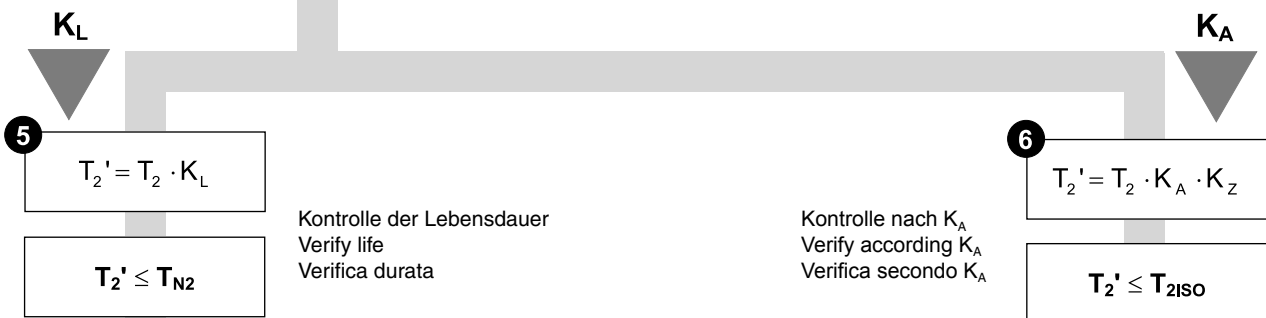 K_L
K_A
5
T_2' = T_2 · K_L
Kontrolle der Lebensdauer
Verify life
Verifica durata
T_2' ≤ T_N2
6
T_2' = T_2 · K_A · K_Z
Kontrolle nach K_A
Verify according K_A
Verifica secondo K_A
T_2' ≤ T_2ISO